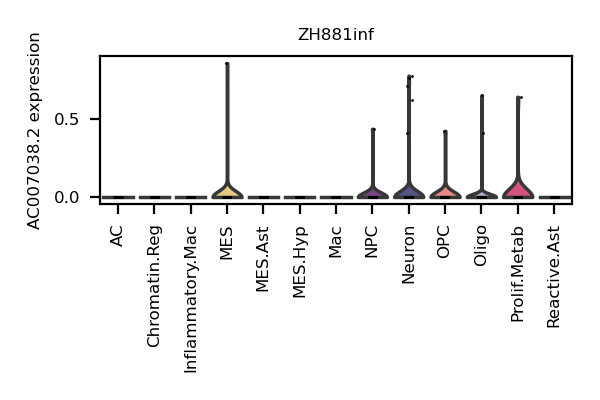 ZH881inf
AC007038.2 expression
0.5
0.0
AC
Chromatin.Reg
Inflammatory.Mac
MES
MES.Ast
MES.Hyp
Mac
NPC
Neuron
OPC
Oligo
Prolif.Metab
Reactive.Ast